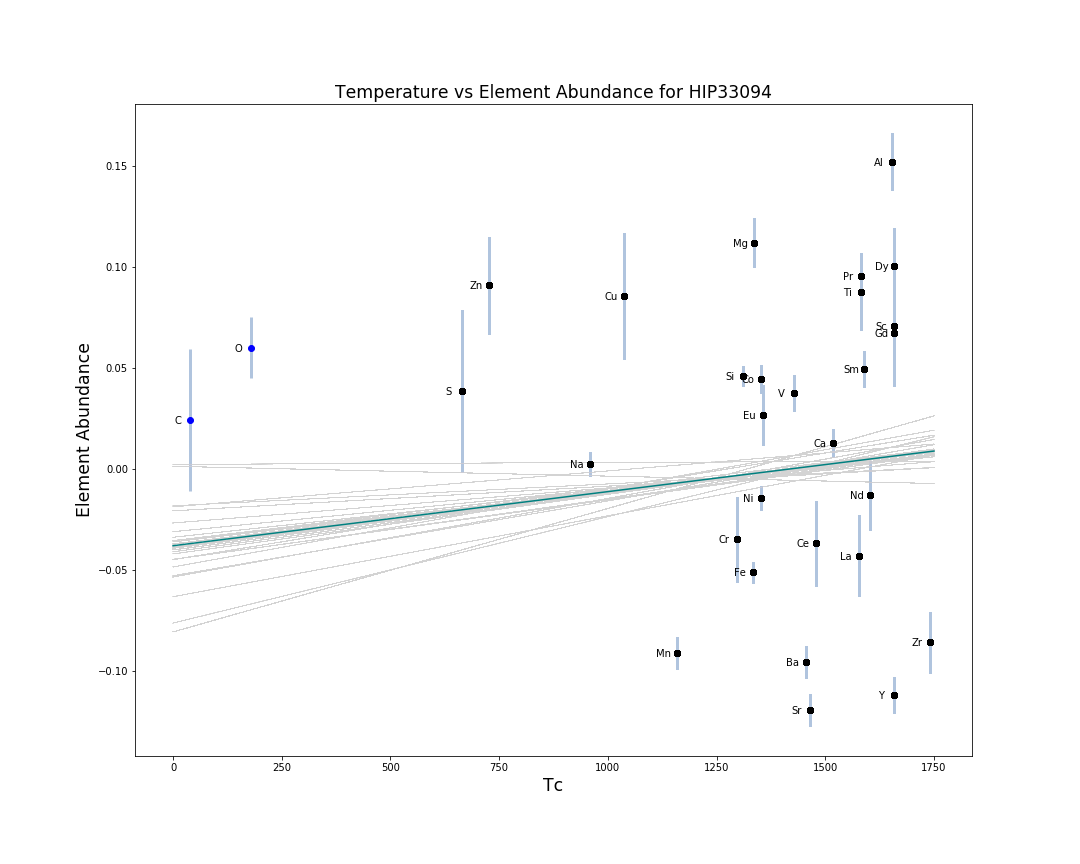 Temperature vs Element Abundance for HIP33094
Element Abundance
0.15
0.10
0.05
0.00
−0.05
−0.10
Al
Mg
Dy
Pr
Zn
Ti
Cu
Sc
Gd
O
Sm
Si
Co
S
V
Eu
C
Ca
Na
Nd
Ni
Cr
Ce
La
Fe
Zr
Mn
Ba
Y
Sr
0 250 500 750 1000 1250 1500 1750
Tc